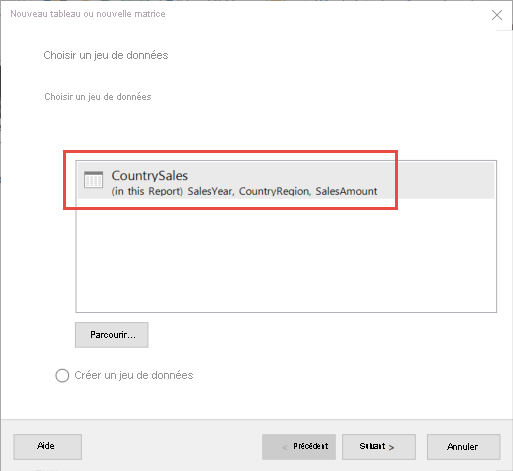 Nouveau tableau ou nouvelle matrice
Choisir un jeu de données
Choisir un jeu de données
CountrySales
(in this Report) SalesYear, CountryRegion, SalesAmount
Parcourir...
Créer un jeu de données
Aide
< Précédent
Suivant >
Annuler